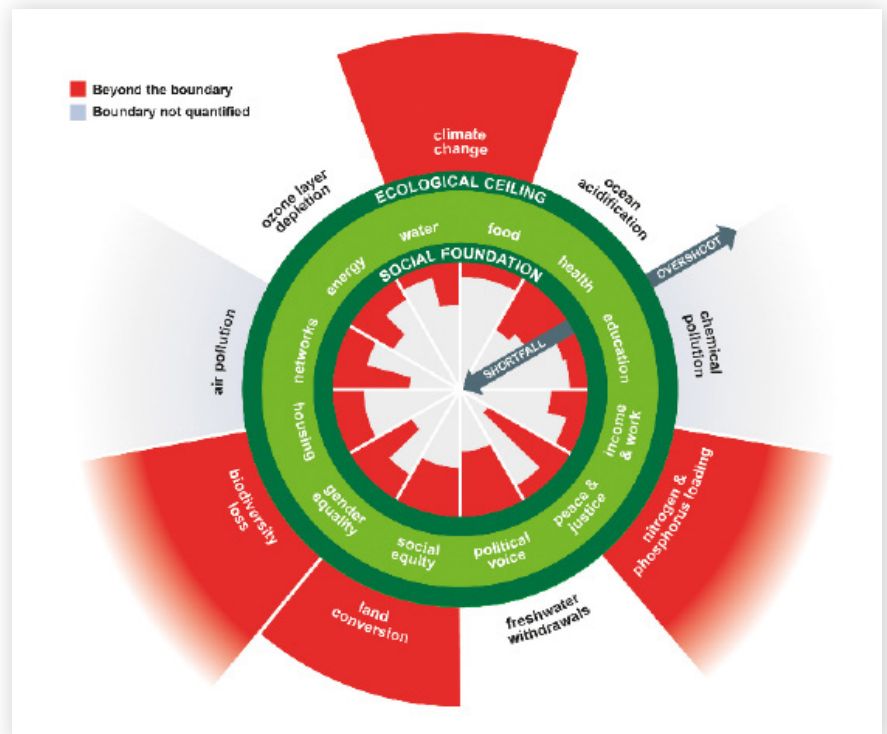 Beyond the boundary
Boundary not quantified
climate
change
ozone layer
depletion
ocean
acidification
ECOLOGICAL CEILING
OVERSHOOT
water
food
energy
health
SOCIAL FOUNDATION
SHORTFALL
networks
education
air pollution
chemical
pollution
housing
income
& work
gender
equality
peace &
justice
social
equity
political
voice
biodiversity
loss
nitrogen &
phosphorus loading
land
conversion
freshwater
withdrawals